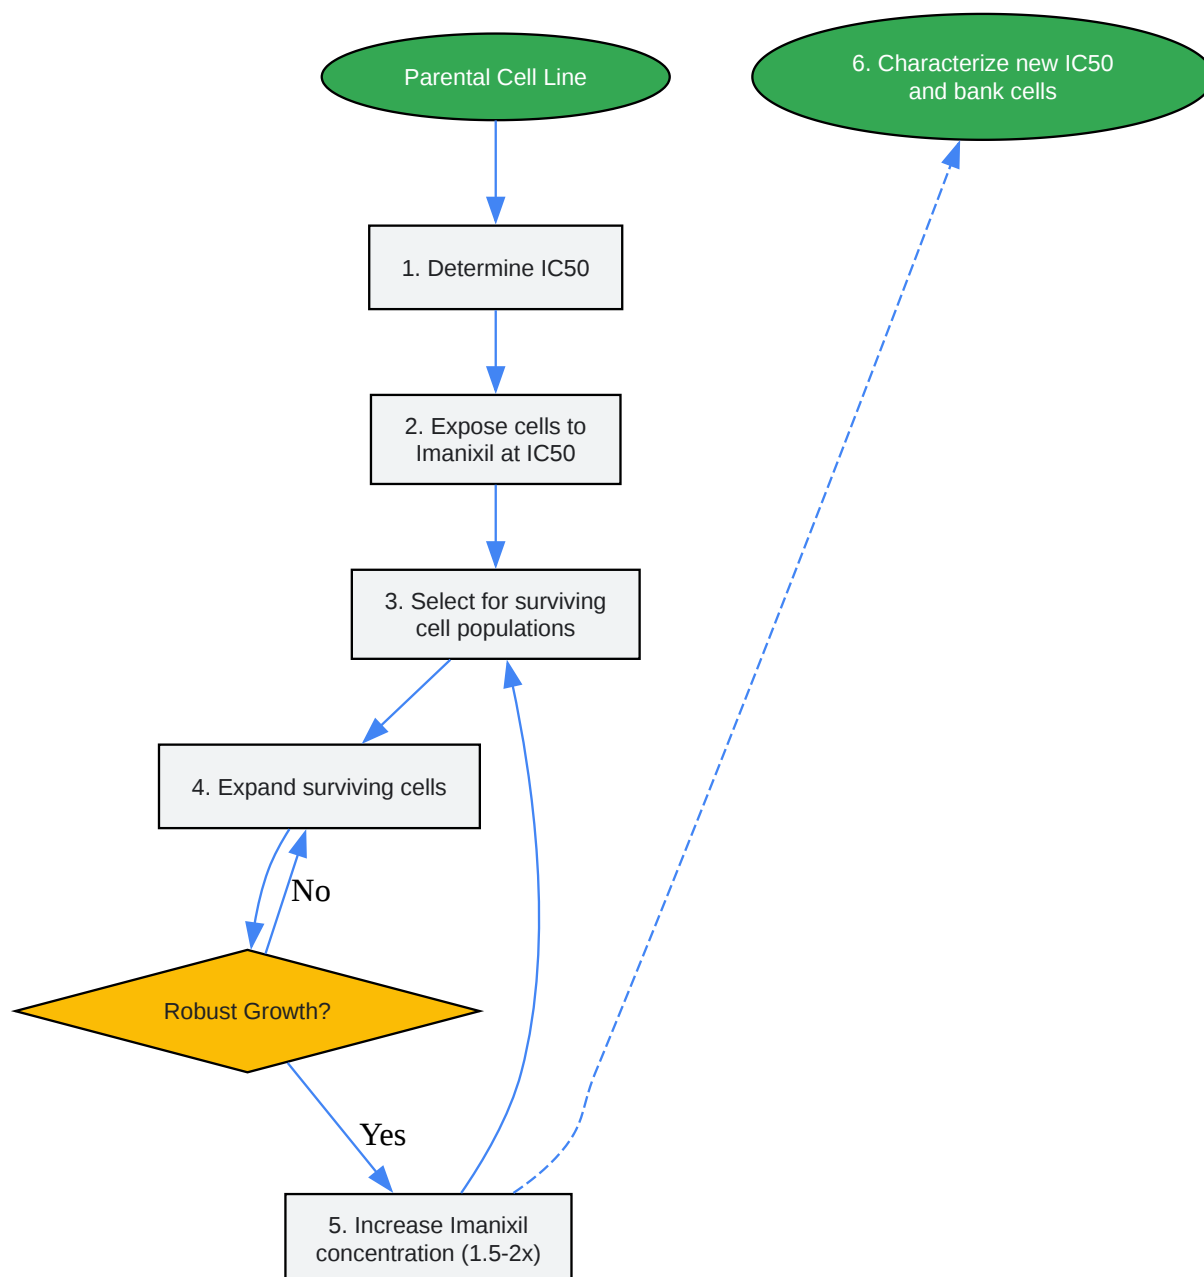 Parental Cell Line
6. Characterize new IC50
and bank cells
1. Determine IC50
2. Expose cells to
Imanixil at IC50
3. Select for surviving
cell populations
4. Expand surviving cells
No
Robust Growth?
Yes
5. Increase Imanixil
concentration (1.5-2x)